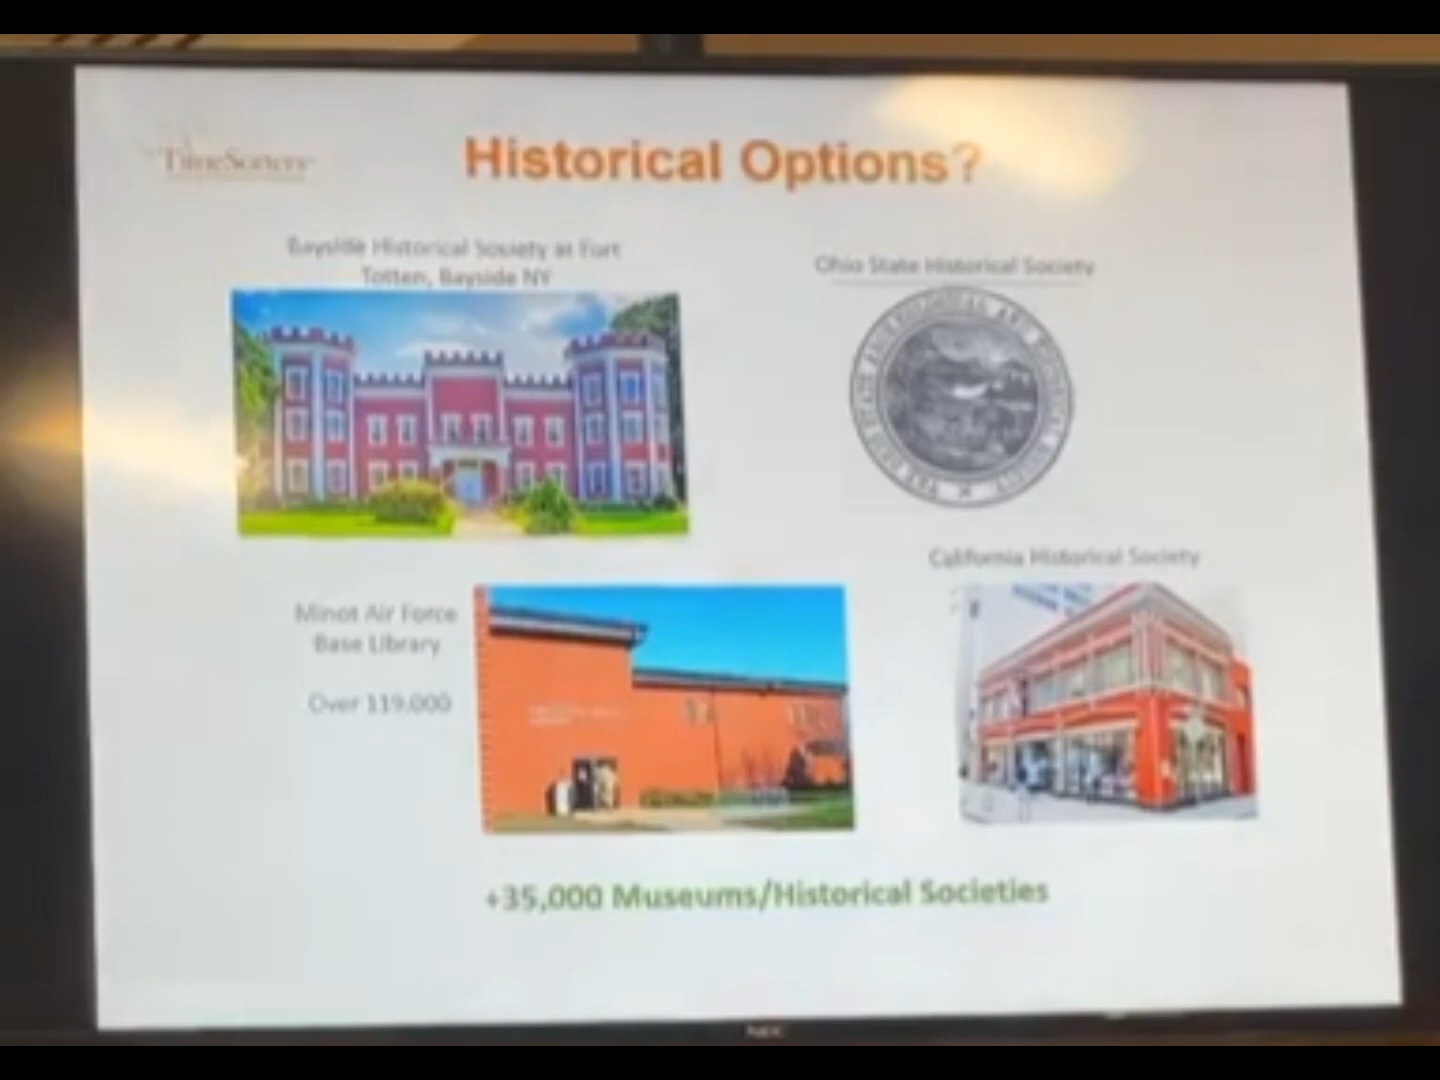 TimeSorters
Historical Options?
Bayside Historical Society at Fort
Totten, Bayside NY
Ohio State Historical Society
California Historical Society
Minot Air Force
Base Library
Over 119,000
+35,000 Museums/Historical Societies
NEC